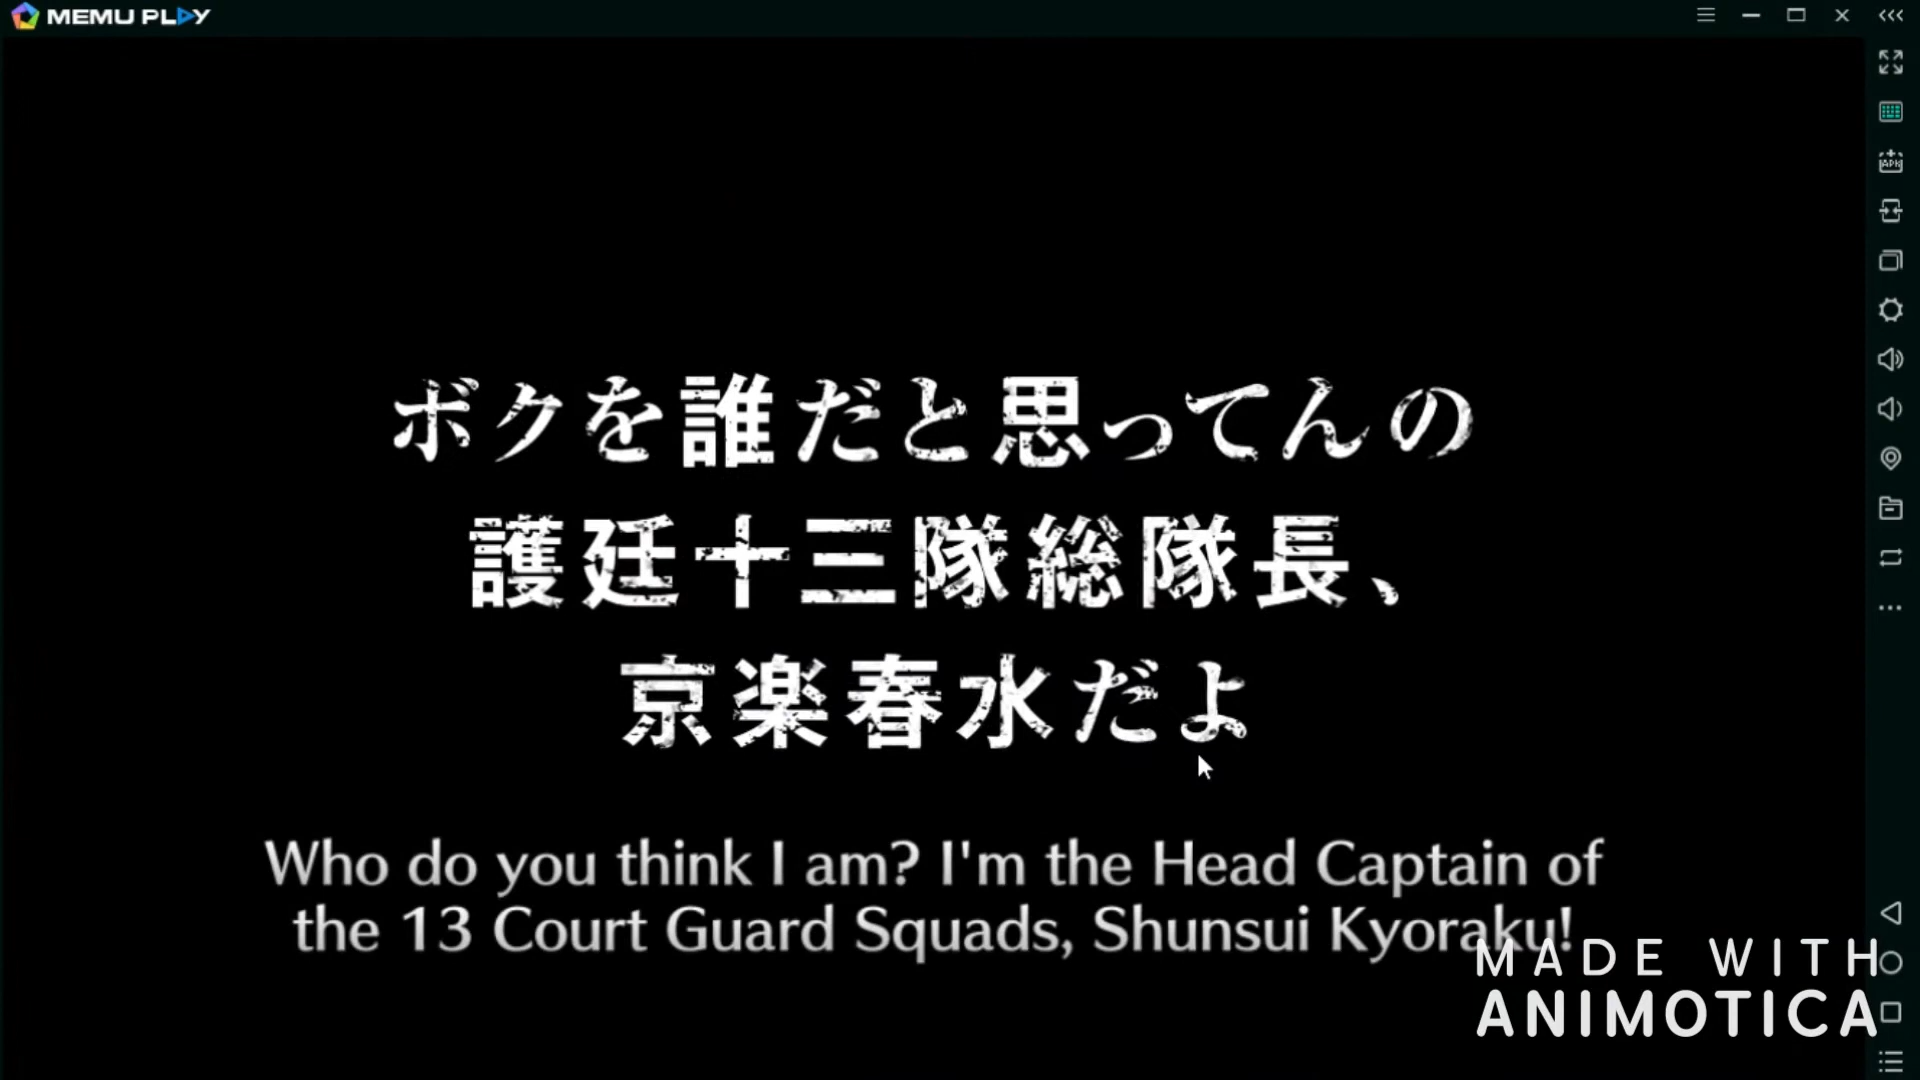 MEMU PLAY
APK
ボクを誰だと思ってんの
護廷十三隊総隊長、
京楽春水だよ
Who do you think I am? I'm the Head Captain of
the 13 Court Guard Squads, Shunsui Kyoraku!
MADE WITH
ANIMOTICA